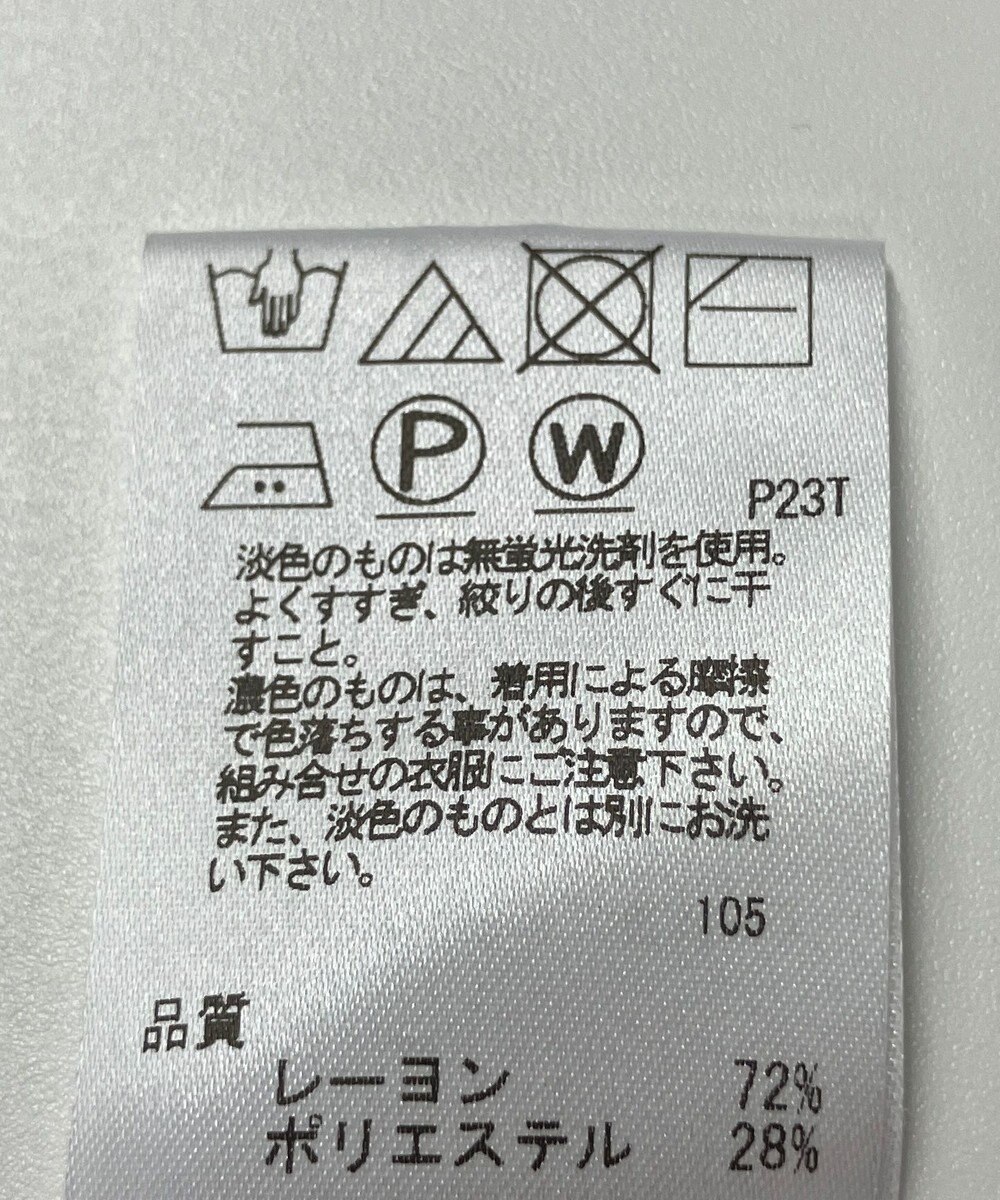 P
W
P23T
淡色のものは無蛍光洗剤を使用。
よくすすぎ、絞りの後すぐに干
すこと。
濃色のものは、着用による摩擦
で色落ちする事がありますので、
組み合せの衣服にご注意下さい。
また、淡色のものとは別にお洗
い下さい。
105
品質
レーヨン 72%
ポリエステル 28%